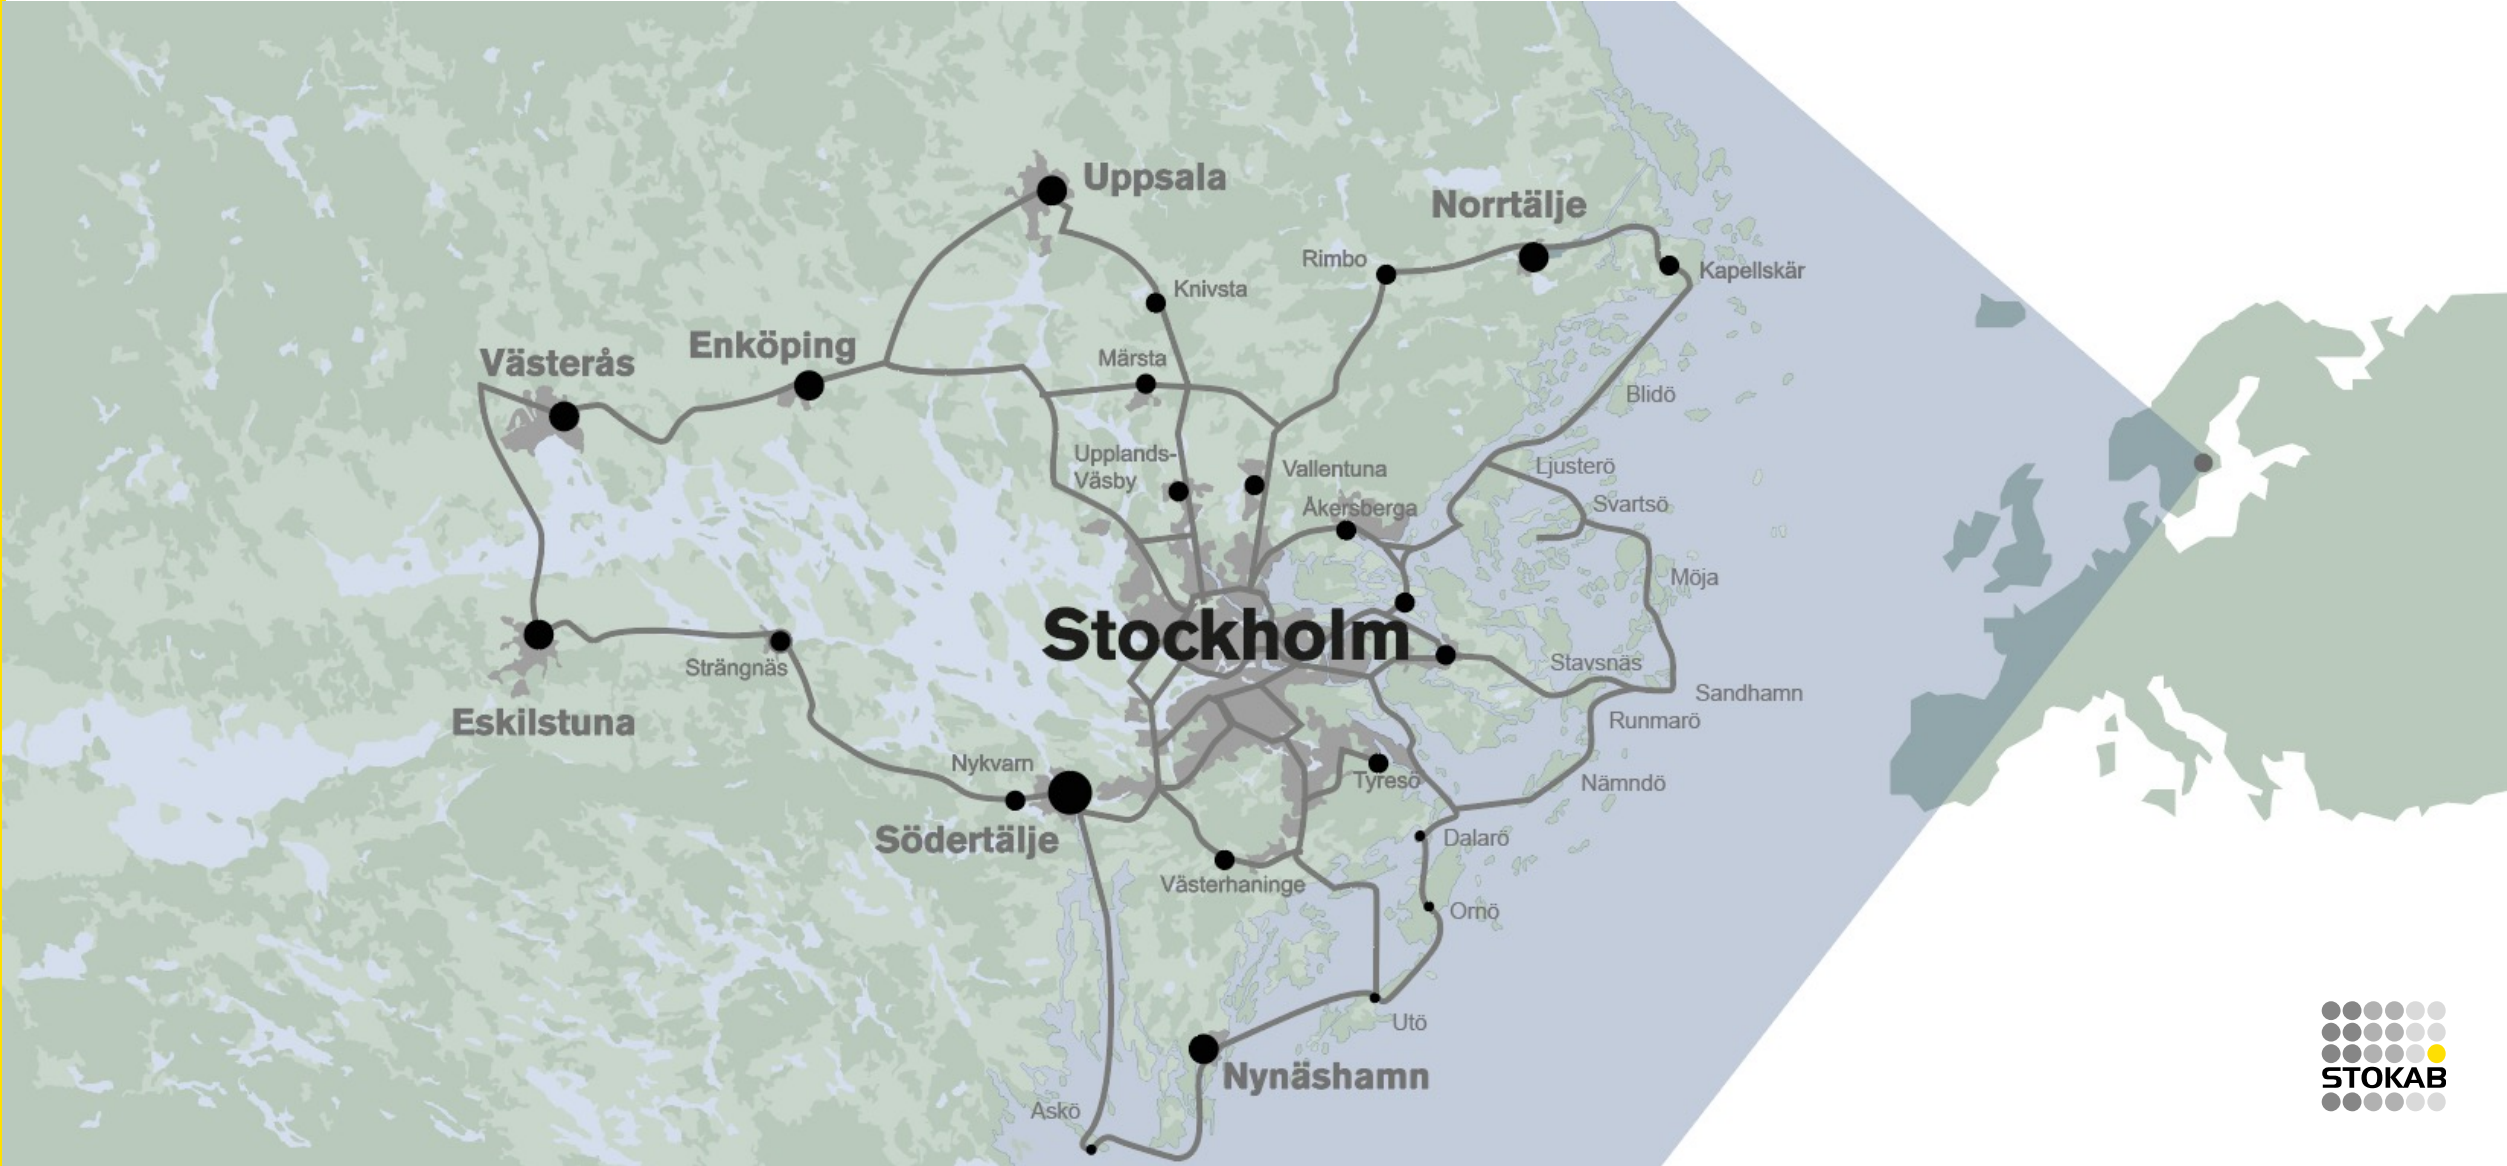 Uppsala
Norrtälje
Rimbo
Kapellskär
Knivsta
Enköping
Västerås
Märsta
Blidö
Upplands-
Väsby
Vallentuna
Ljusterö
Åkersberga
Svartsö
Möja
Stockholm
Strängnäs
Stavsnäs
Sandhamn
Eskilstuna
Runmarö
Nykvarn
Tyresö
Nämndö
Södertälje
Dalarö
Västerhaninge
Ornö
Utö
Nynäshamn
STOKAB
Askö